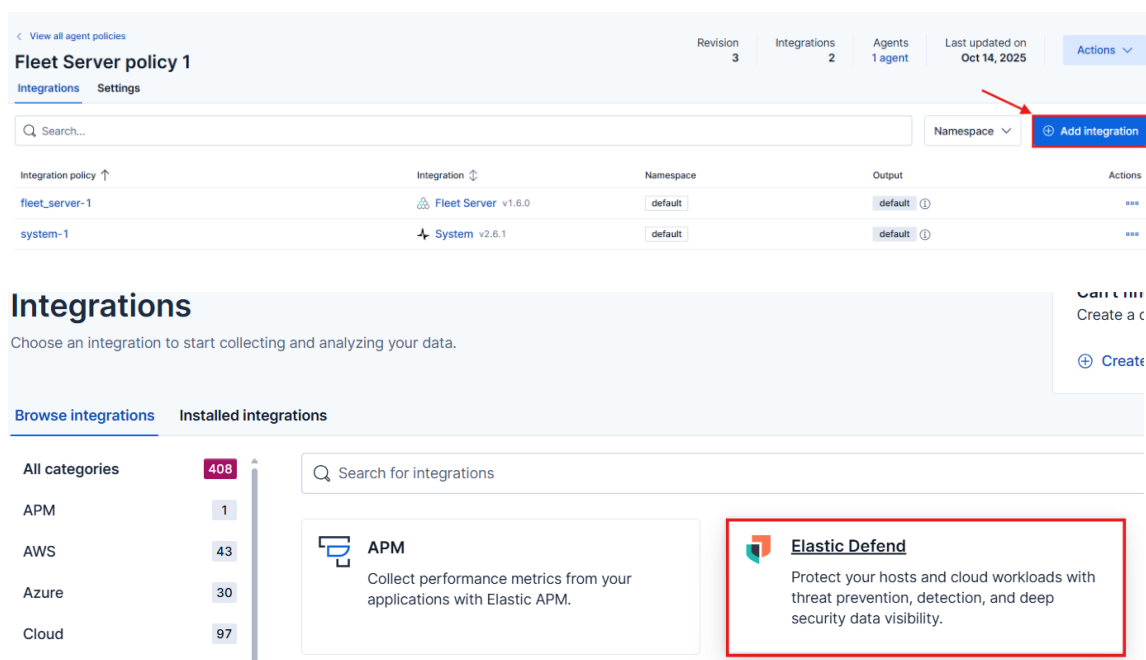 View all agent policies
Fleet Server policy 1
Revision
3
Integrations
2
Agents
1 agent
Last updated on
Oct 14, 2025
Actions
Integrations Settings
Search...
Namespace
Add integration
Integration policy Integration Namespace Output Actions
fleet_server-1 Fleet Server v1.6.0 default default
system-1 System v2.6.1 default default
Integrations
Choose an integration to start collecting and analyzing your data.
Create a
Create
Browse integrations Installed integrations
All categories 408
APM 1
AWS 43
Azure 30
Cloud 97
Search for integrations
APM
Collect performance metrics from your
applications with Elastic APM.
Elastic Defend
Protect your hosts and cloud workloads with
threat prevention, detection, and deep
security data visibility.